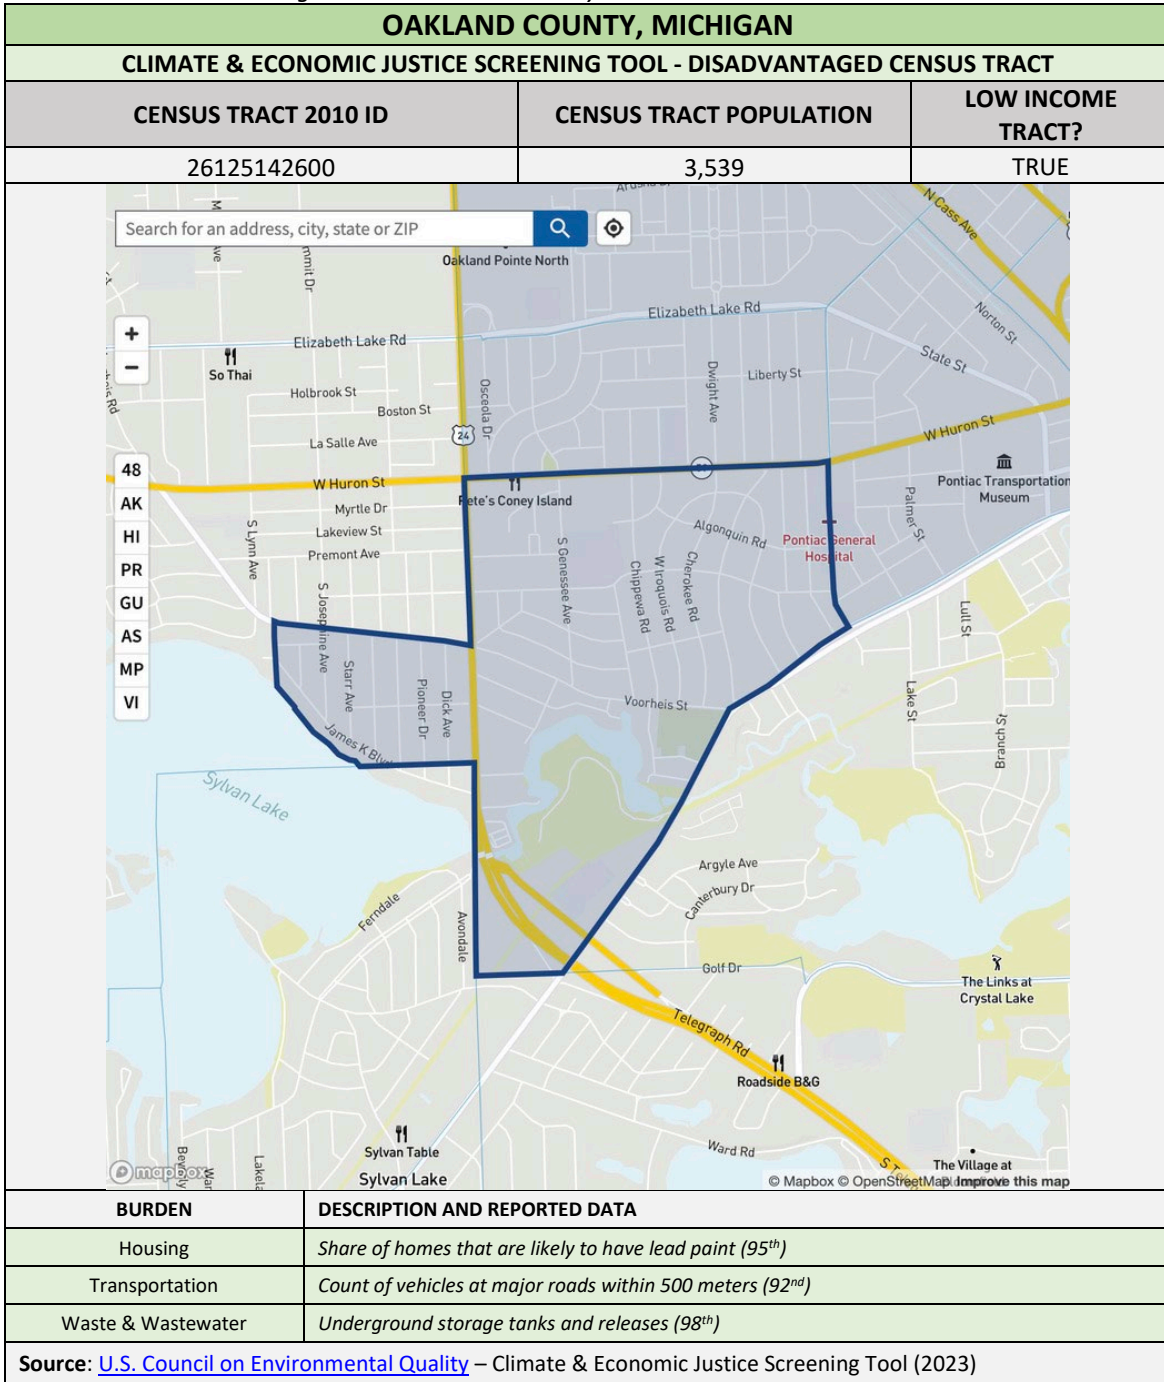 OAKLAND COUNTY, MICHIGAN
CLIMATE & ECONOMIC JUSTICE SCREENING TOOL - DISADVANTAGED CENSUS TRACT
CENSUS TRACT 2010 ID
CENSUS TRACT POPULATION
LOW INCOME
TRACT?
26125142600
3,539
TRUE
Search for an address, city, state or ZIP
N Cass Ave
Oakland Pointe North
Elizabeth Lake Rd
Norton St
+
−
Elizabeth Lake Rd
So Thai
State St
Dwight Ave
Liberty St
Holbrook St
Osceola Dr
Boston St
24
La Salle Ave
W Huron St
48
AK
HI
PR
GU
AS
MP
VI
W Huron St
Pete's Coney Island
Pontiac Transportation
Museum
Myrtle Dr
Palmer St
S Lynn Ave
Lakeview St
Algonquin Rd
Pontiac General
Hospital
Premont Ave
S Genessee Ave
Chippewa Rd
W Iroquois Rd
Cherokee Rd
S Josephine Ave
Lull St
Starr Ave
Pioneer Dr
Dick Ave
Voorheis St
Lake St
Branch St
James K Blvd
Sylvan Lake
Argyle Ave
Canterbury Dr
Ferndale
Avondale
Golf Dr
The Links at
Crystal Lake
Telegraph Rd
Roadside B&G
Sylvan Table
Sylvan Lake
Ward Rd
The Village at
mapbox
© Mapbox © OpenStreetMap Improve this map
BURDEN
DESCRIPTION AND REPORTED DATA
Housing
Share of homes that are likely to have lead paint (95th)
Transportation
Count of vehicles at major roads within 500 meters (92nd)
Waste & Wastewater
Underground storage tanks and releases (98th)
Source: U.S. Council on Environmental Quality – Climate & Economic Justice Screening Tool (2023)